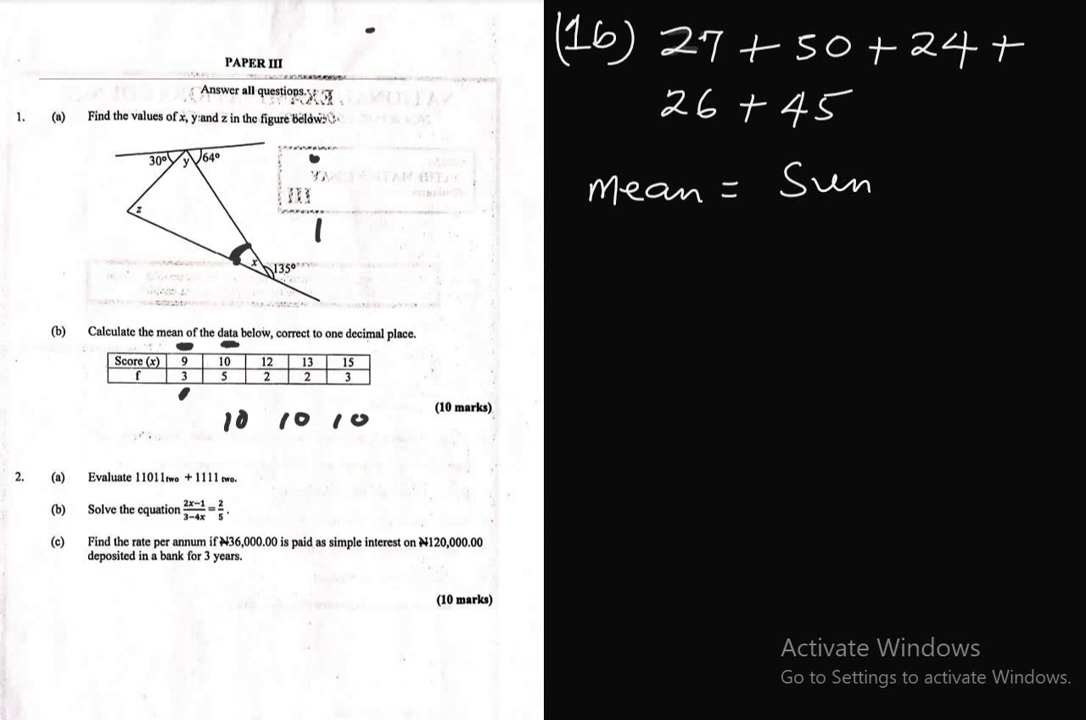 PAPER III
Answer all questions.
1. (a) Find the values of x, y and z in the figure below:
30° y 64°
z
x 135°
III
1
(b) Calculate the mean of the data below, correct to one decimal place.
Score (x) 9 10 12 13 15
f 3 5 2 2 3
(10 marks)
10 10 10
2. (a) Evaluate 11011two + 1111 two.
(b) Solve the equation 2x-1/3-4x = 2/5.
(c) Find the rate per annum if ₦36,000.00 is paid as simple interest on ₦120,000.00
deposited in a bank for 3 years.
(10 marks)
(1b) 27 + 50 + 24 +
26 + 45
mean = Sum
Activate Windows
Go to Settings to activate Windows.